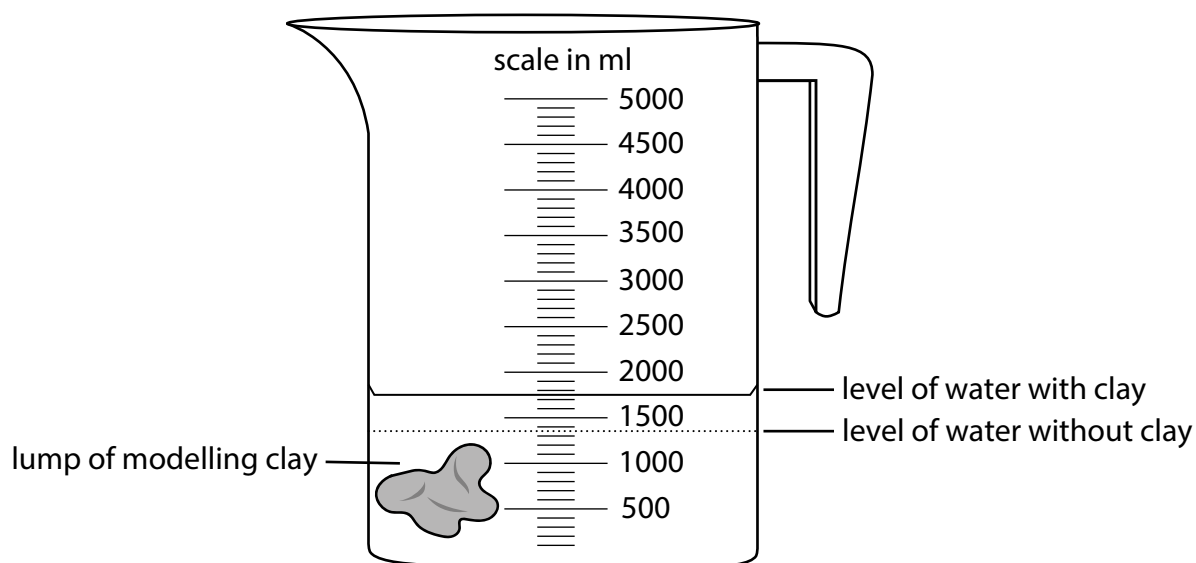 scale in ml
5000
4500
4000
3500
3000
2500
2000
level of water with clay
1500
level of water without clay
lump of modelling clay
1000
500